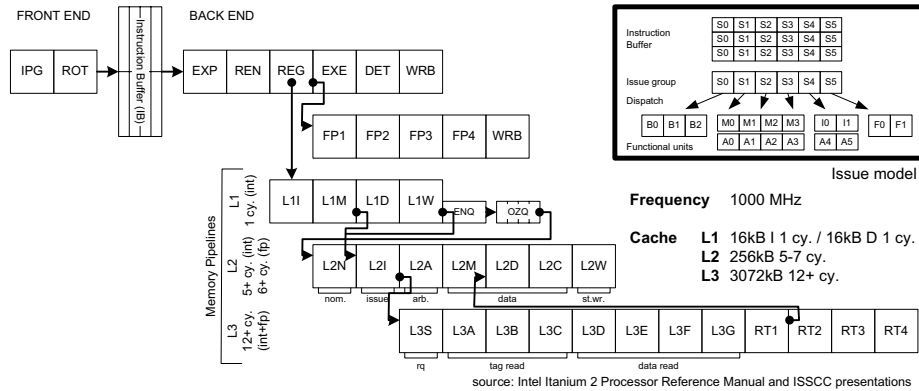 FRONT END
BACK END
IPG ROT
Instruction Buffer (IB)
EXP REN REG EXE DET WRB
FP1 FP2 FP3 FP4 WRB
Memory Pipelines
L1
1 cy. (int)
L1I L1M L1D L1W ENQ OZQ
L2
5+ cy. (int)
6+ cy. (fp)
L2N L2I L2A L2M L2D L2C L2W
nom. issue arb. data st.wr.
L3
12+ cy.
(int+fp)
L3S L3A L3B L3C L3D L3E L3F L3G RT1 RT2 RT3 RT4
rq tag read data read
Instruction
Buffer
S0 S1 S2 S3 S4 S5
S0 S1 S2 S3 S4 S5
S0 S1 S2 S3 S4 S5
Issue group
S0 S1 S2 S3 S4 S5
Dispatch
B0 B1 B2 M0 M1 M2 M3 I0 I1 F0 F1
Functional units
A0 A1 A2 A3 A4 A5
Issue model
Frequency 1000 MHz
Cache L1 16kB I 1 cy. / 16kB D 1 cy.
L2 256kB 5-7 cy.
L3 3072kB 12+ cy.
source: Intel Itanium 2 Processor Reference Manual and ISSCC presentations